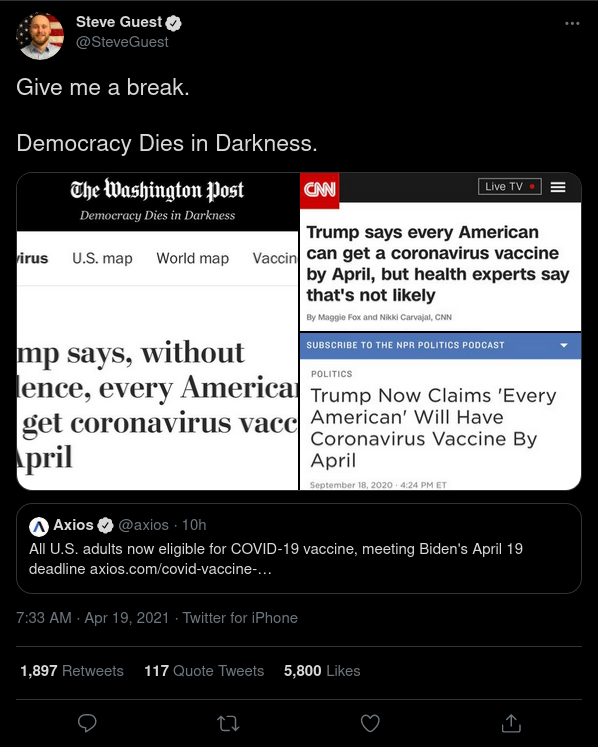 Steve Guest
@SteveGuest
Give me a break.
Democracy Dies in Darkness.
The Washington Post
Democracy Dies in Darkness
virus U.S. map World map Vaccin
mp says, without
lence, every America
get coronavirus vacc
April
CNN
Live TV
Trump says every American
can get a coronavirus vaccine
by April, but health experts say
that's not likely
By Maggie Fox and Nikki Carvajal, CNN
SUBSCRIBE TO THE NPR POLITICS PODCAST
POLITICS
Trump Now Claims 'Every
American' Will Have
Coronavirus Vaccine By
April
September 18, 2020 · 4:24 PM ET
Axios @axios · 10h
All U.S. adults now eligible for COVID-19 vaccine, meeting Biden's April 19
deadline axios.com/covid-vaccine-…
7:33 AM · Apr 19, 2021 · Twitter for iPhone
1,897 Retweets 117 Quote Tweets 5,800 Likes